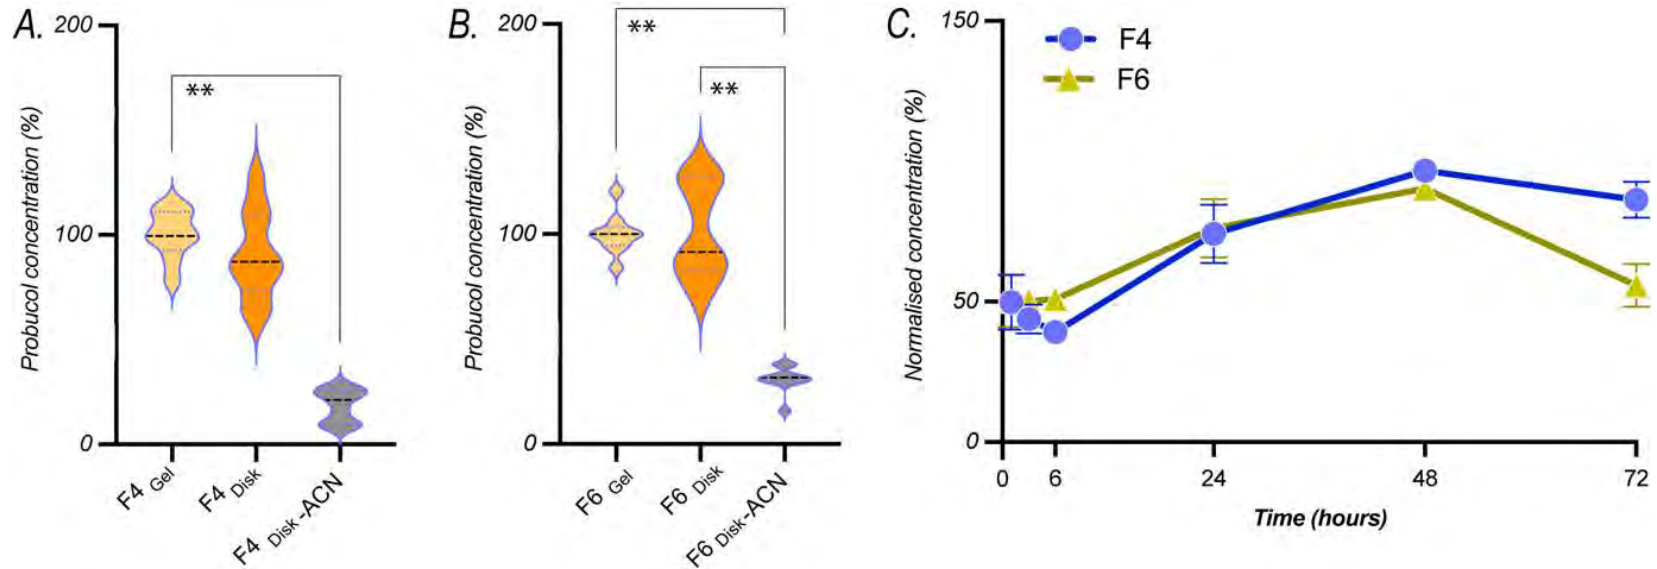 A.
200
100
0
Probucol concentration (%)
**
F4 Gel
F4 Disk
F4 Disk-ACN
B.
200
100
0
Probucol concentration (%)
**
**
F6 Gel
F6 Disk
F6 Disk-ACN
C.
150
50
0
Normalised concentration (%)
F4
F6
0 6 24 48 72
Time (hours)